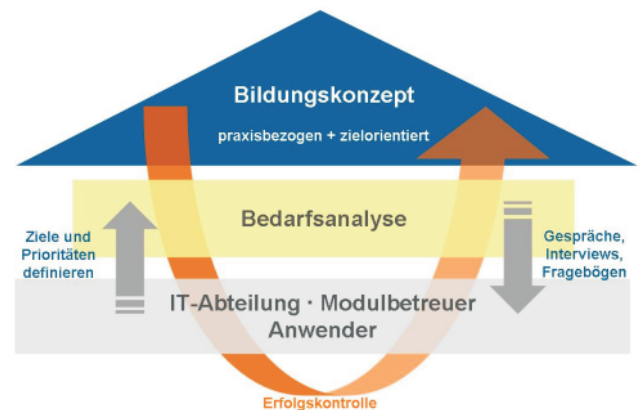 Bildungskonzept
praxisbezogen + zielorientiert
Bedarfsanalyse
Ziele und
Prioritäten
definieren
Gespräche,
Interviews,
Fragebögen
IT-Abteilung · Modulbetreuer
Anwender
Erfolgskontrolle